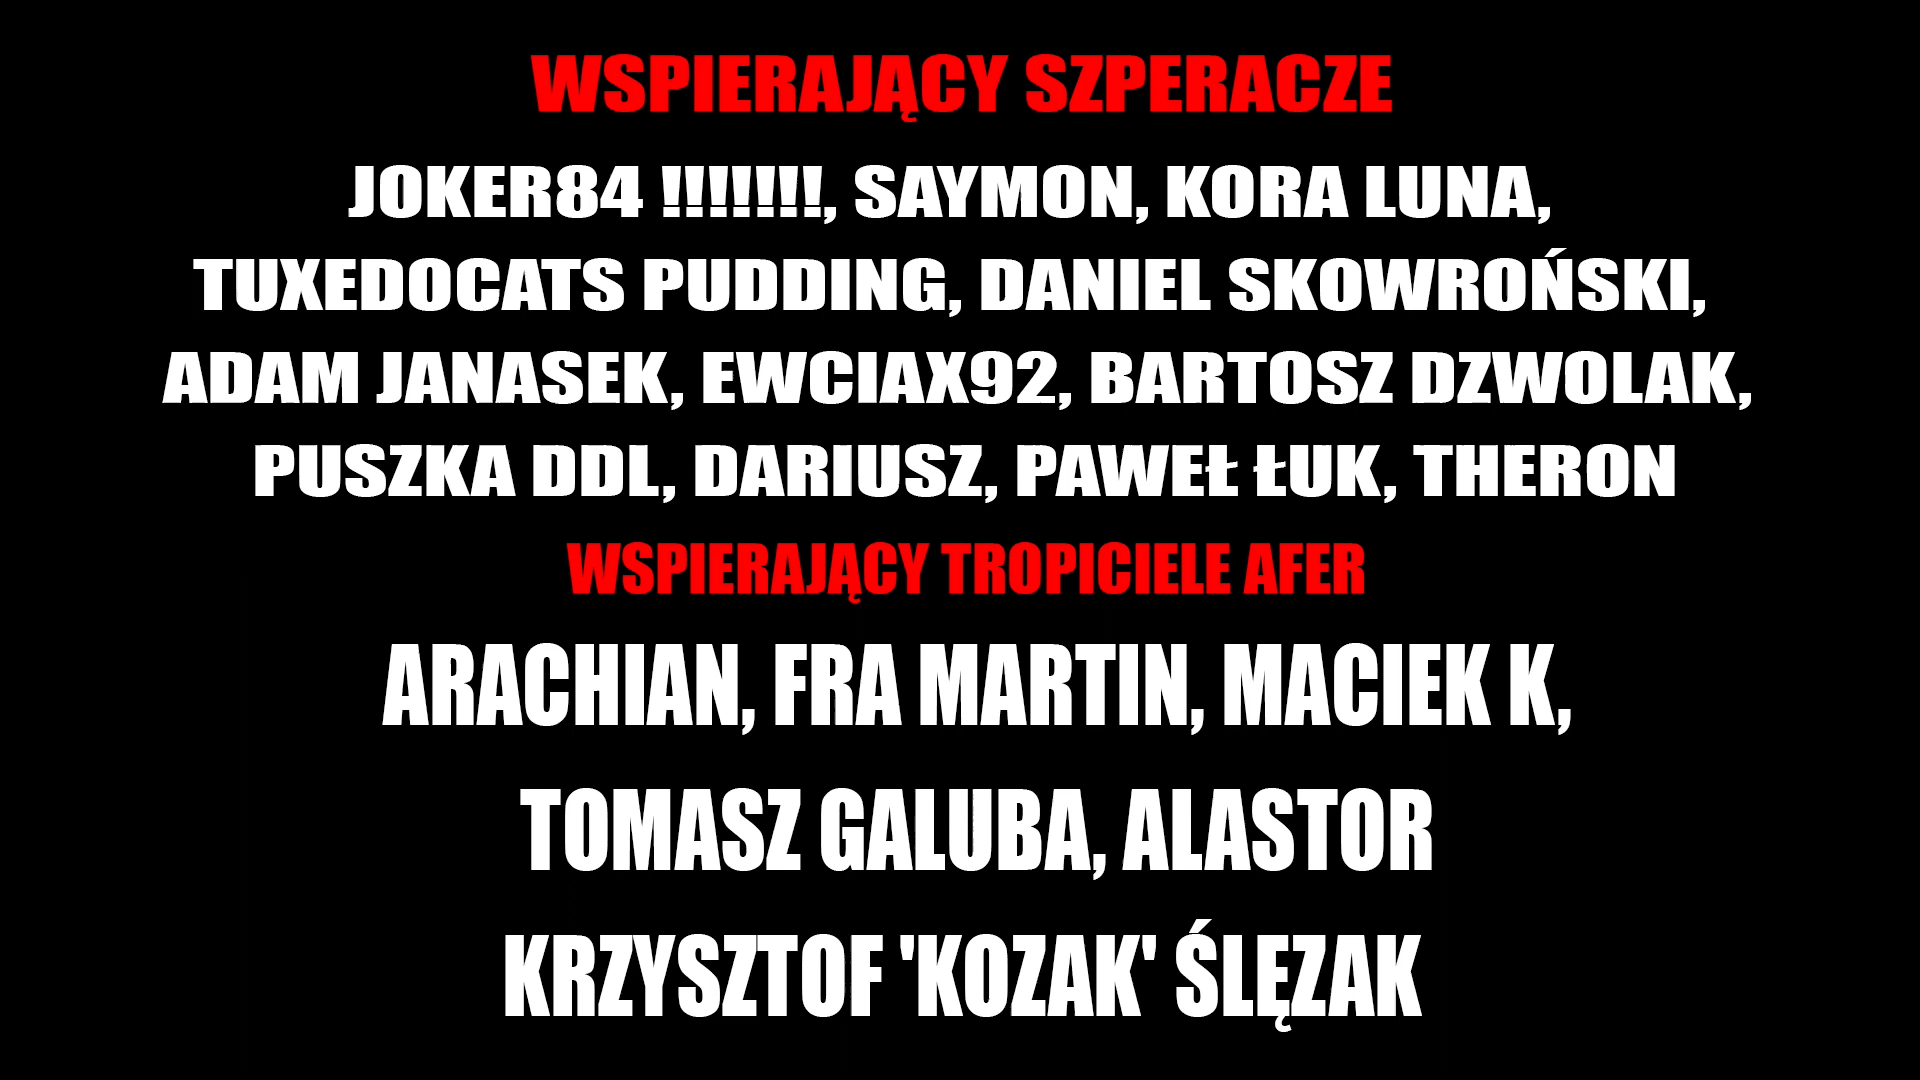 WSPIERAJĄCY SZPERACZE
JOKER84 !!!!!!!, SAYMON, KORA LUNA,
TUXEDOCATS PUDDING, DANIEL SKOWROŃSKI,
ADAM JANASEK, EWCIAX92, BARTOSZ DZWOLAK,
PUSZKA DDL, DARIUSZ, PAWEŁ ŁUK, THERON
WSPIERAJĄCY TROPICIELE AFER
ARACHIAN, FRA MARTIN, MACIEK K,
TOMASZ GALUBA, ALASTOR
KRZYSZTOF 'KOZAK' ŚLĘZAK